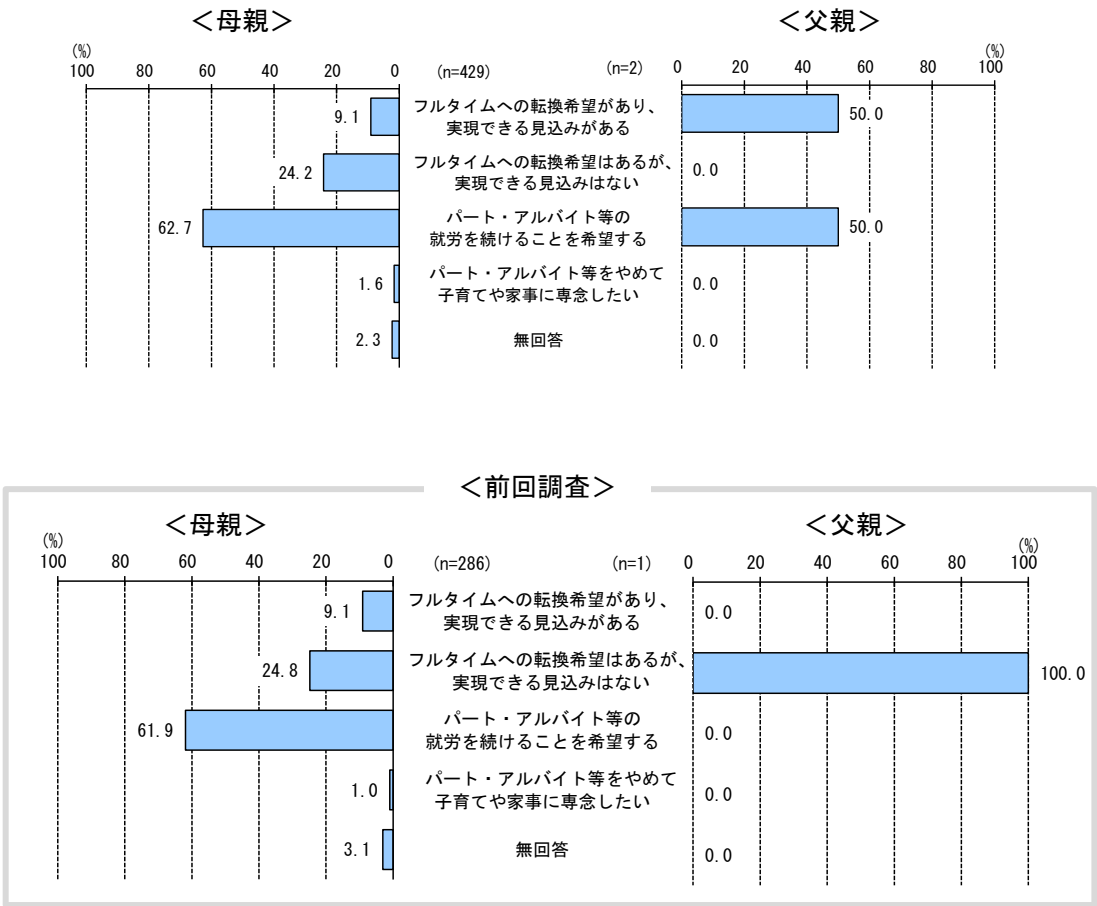 ＜母親＞ ＜父親＞
(%) (%)
100 80 60 40 20 0 (n=429) (n=2) 0 20 40 60 80 100
9.1 フルタイムへの転換希望があり、 50.0
実現できる見込みがある
24.2 フルタイムへの転換希望はあるが、 0.0
実現できる見込みはない
62.7 パート・アルバイト等の 50.0
就労を続けることを希望する
1.6 パート・アルバイト等をやめて 0.0
子育てや家事に専念したい
2.3 無回答 0.0
＜前回調査＞
＜母親＞ ＜父親＞
(%) (%)
100 80 60 40 20 0 (n=286) (n=1) 0 20 40 60 80 100
9.1 フルタイムへの転換希望があり、 0.0
実現できる見込みがある
24.8 フルタイムへの転換希望はあるが、 100.0
実現できる見込みはない
61.9 パート・アルバイト等の 0.0
就労を続けることを希望する
1.0 パート・アルバイト等をやめて 0.0
子育てや家事に専念したい
3.1 無回答 0.0